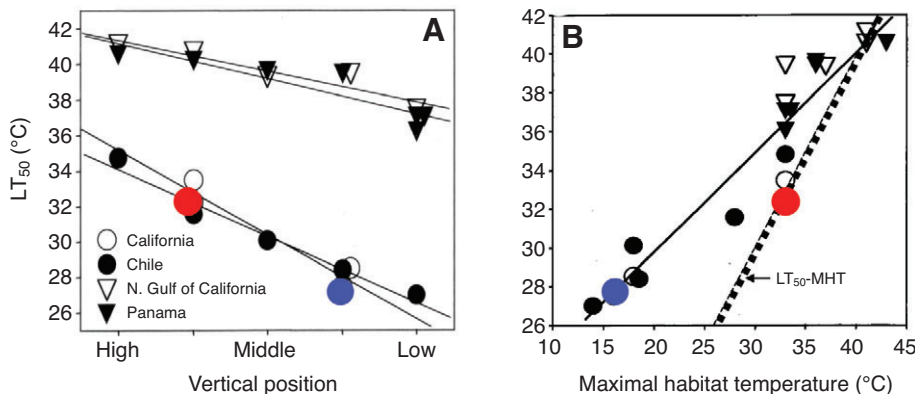 A
42
40
38
36
34
32
30
28
26
LT50 (°C)
California
Chile
N. Gulf of California
Panama
High Middle Low
Vertical position
B
42
40
38
36
34
32
30
28
26
LT50-MHT
10 15 20 25 30 35 40 45
Maximal habitat temperature (°C)